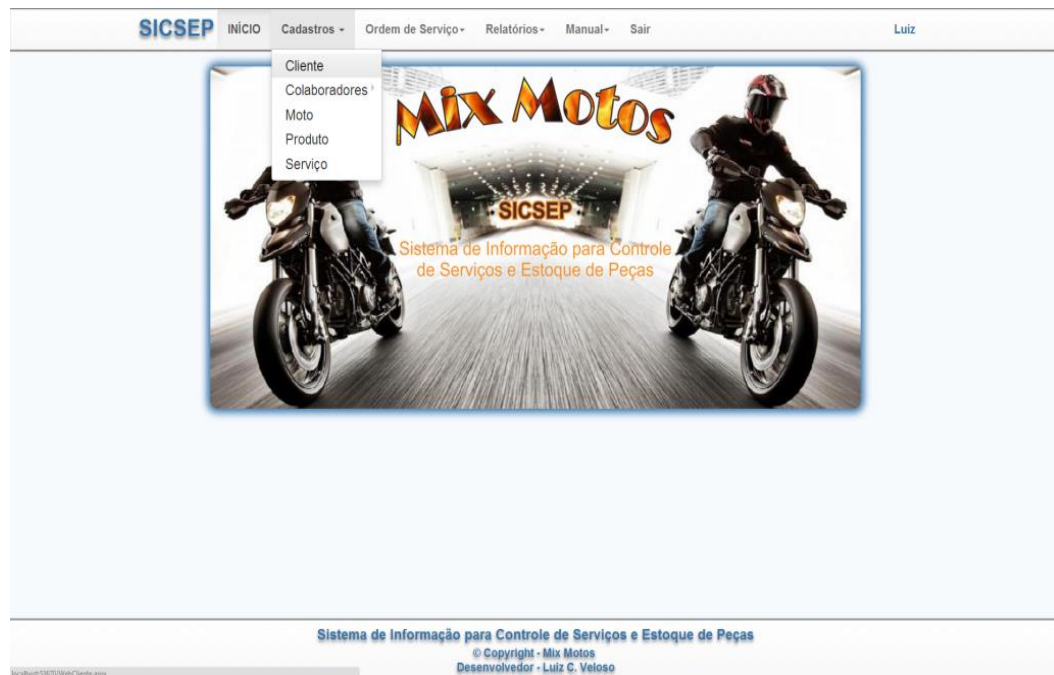 SICSEP INÍCIO Cadastros Ordem de Serviço Relatórios Manual Sair Luiz
Cliente
Colaboradores
Moto
Produto
Serviço
Mix Motos
SICSEP
Sistema de Informação para Controle
de Serviços e Estoque de Peças
Sistema de Informação para Controle de Serviços e Estoque de Peças
© Copyright - Mix Motos
Desenvolvedor - Luiz C. Veloso